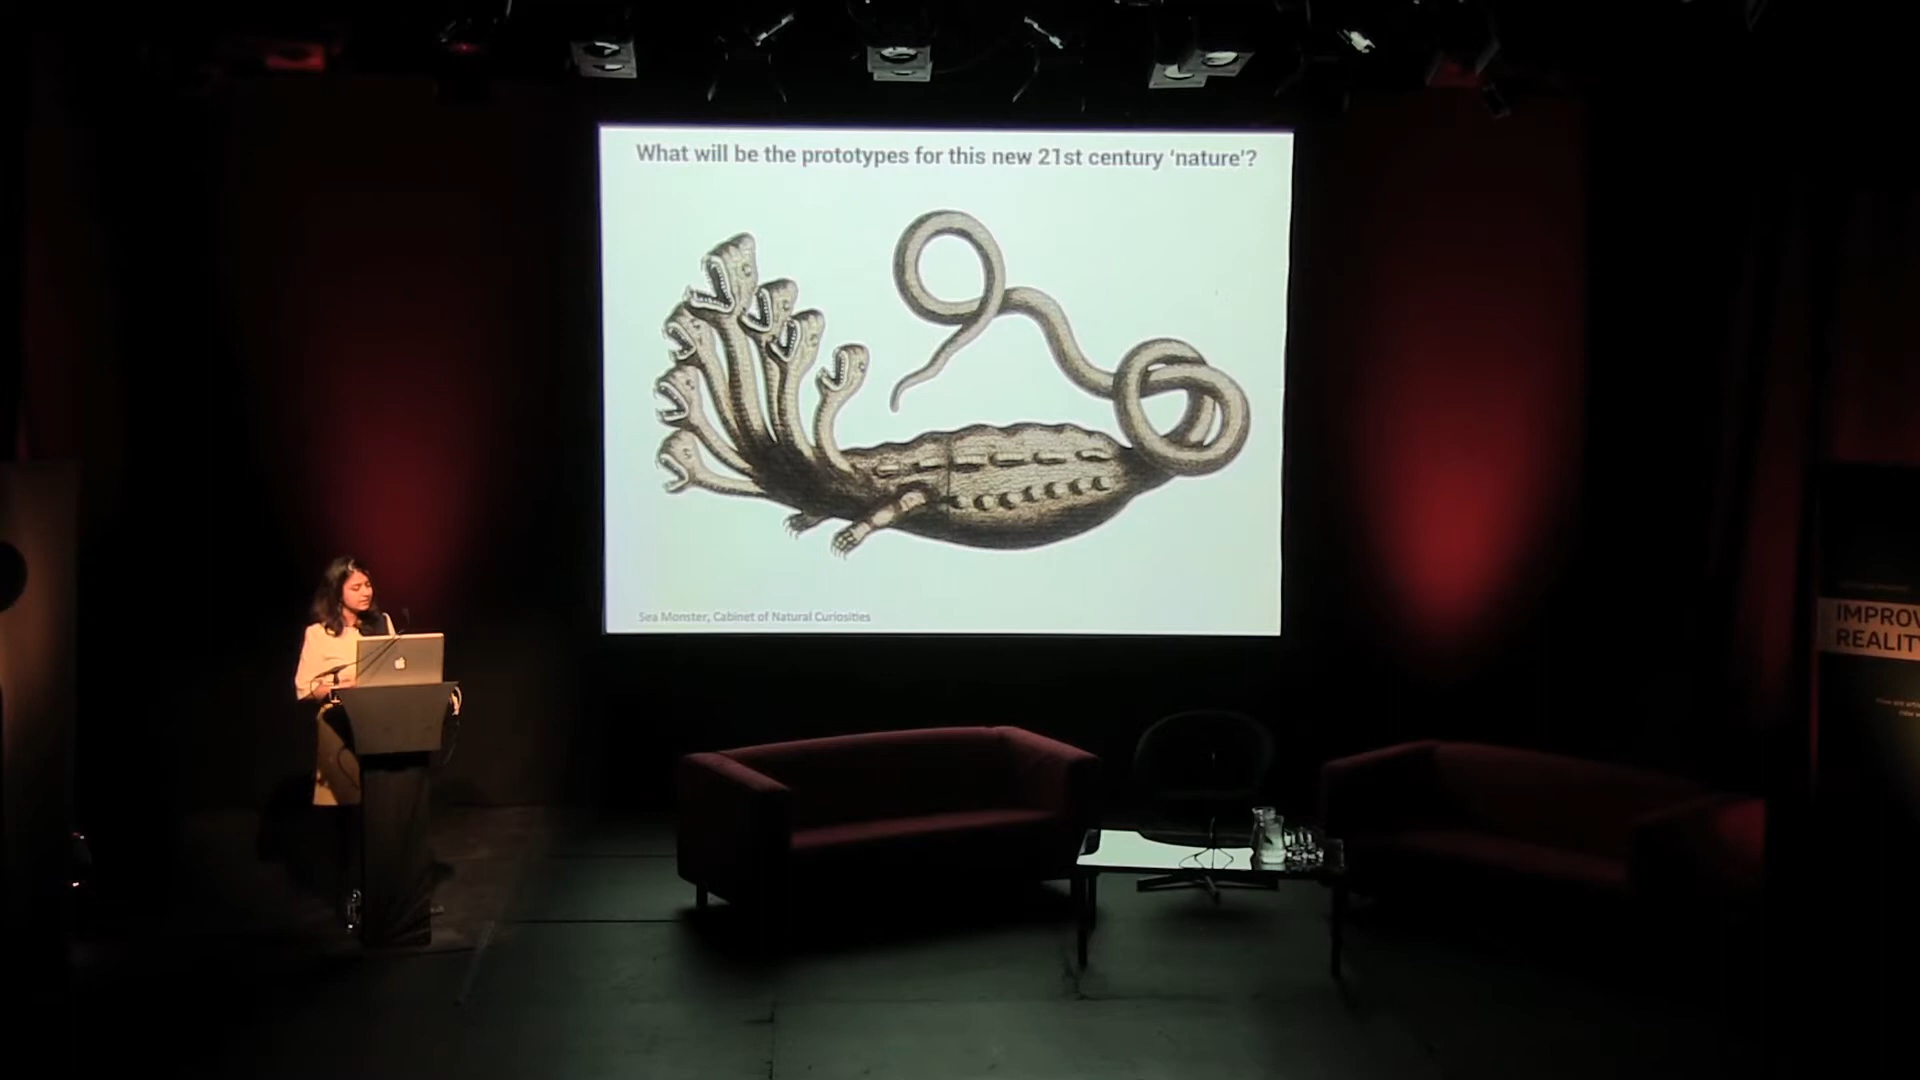 What will be the prototypes for this new 21st century ‘nature’?
Sea Monster, Cabinet of Natural Curiosities
IMPROV
REALIT